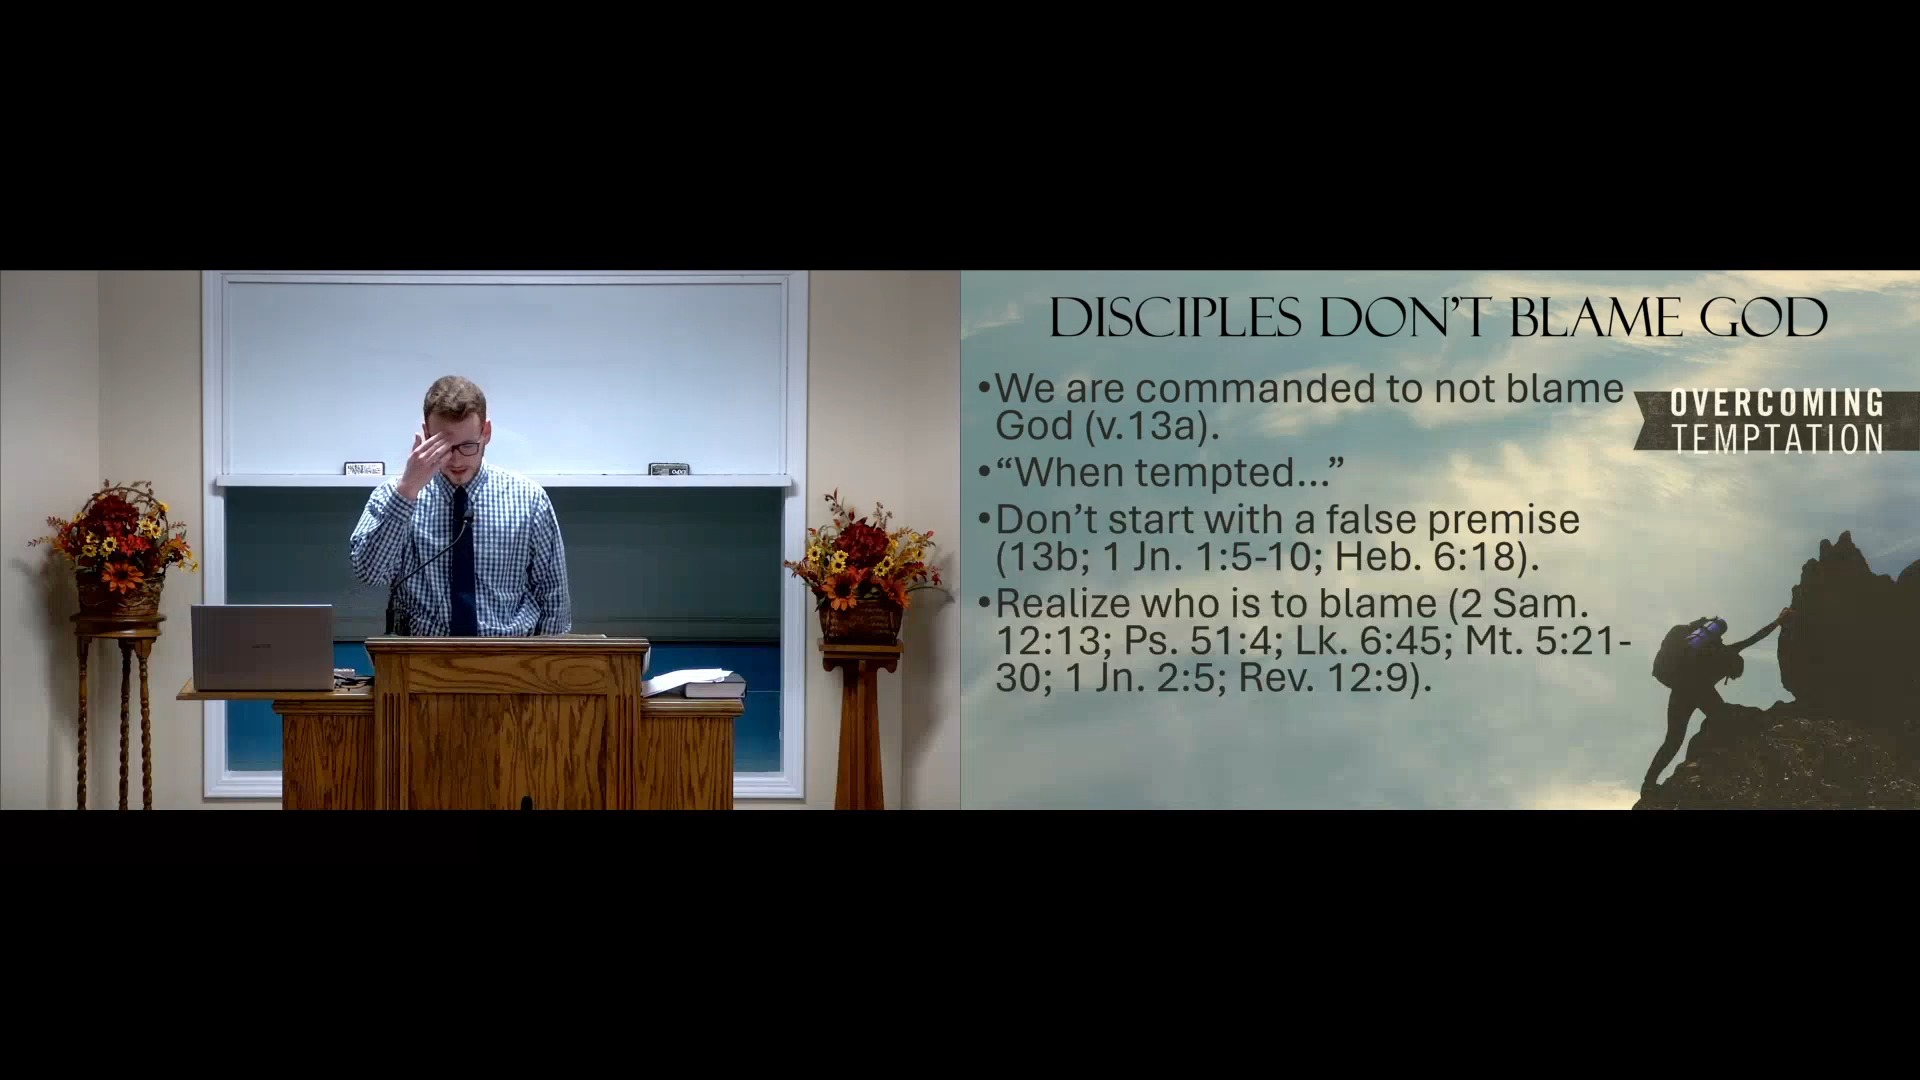 DISCIPLES DON'T BLAME GOD
•We are commanded to not blame
God (v.13a).
•“When tempted...”
•Don't start with a false premise
(13b; 1 Jn. 1:5-10; Heb. 6:18).
•Realize who is to blame (2 Sam.
12:13; Ps. 51:4; Lk. 6:45; Mt. 5:21-
30; 1 Jn. 2:5; Rev. 12:9).
OVERCOMING
TEMPTATION